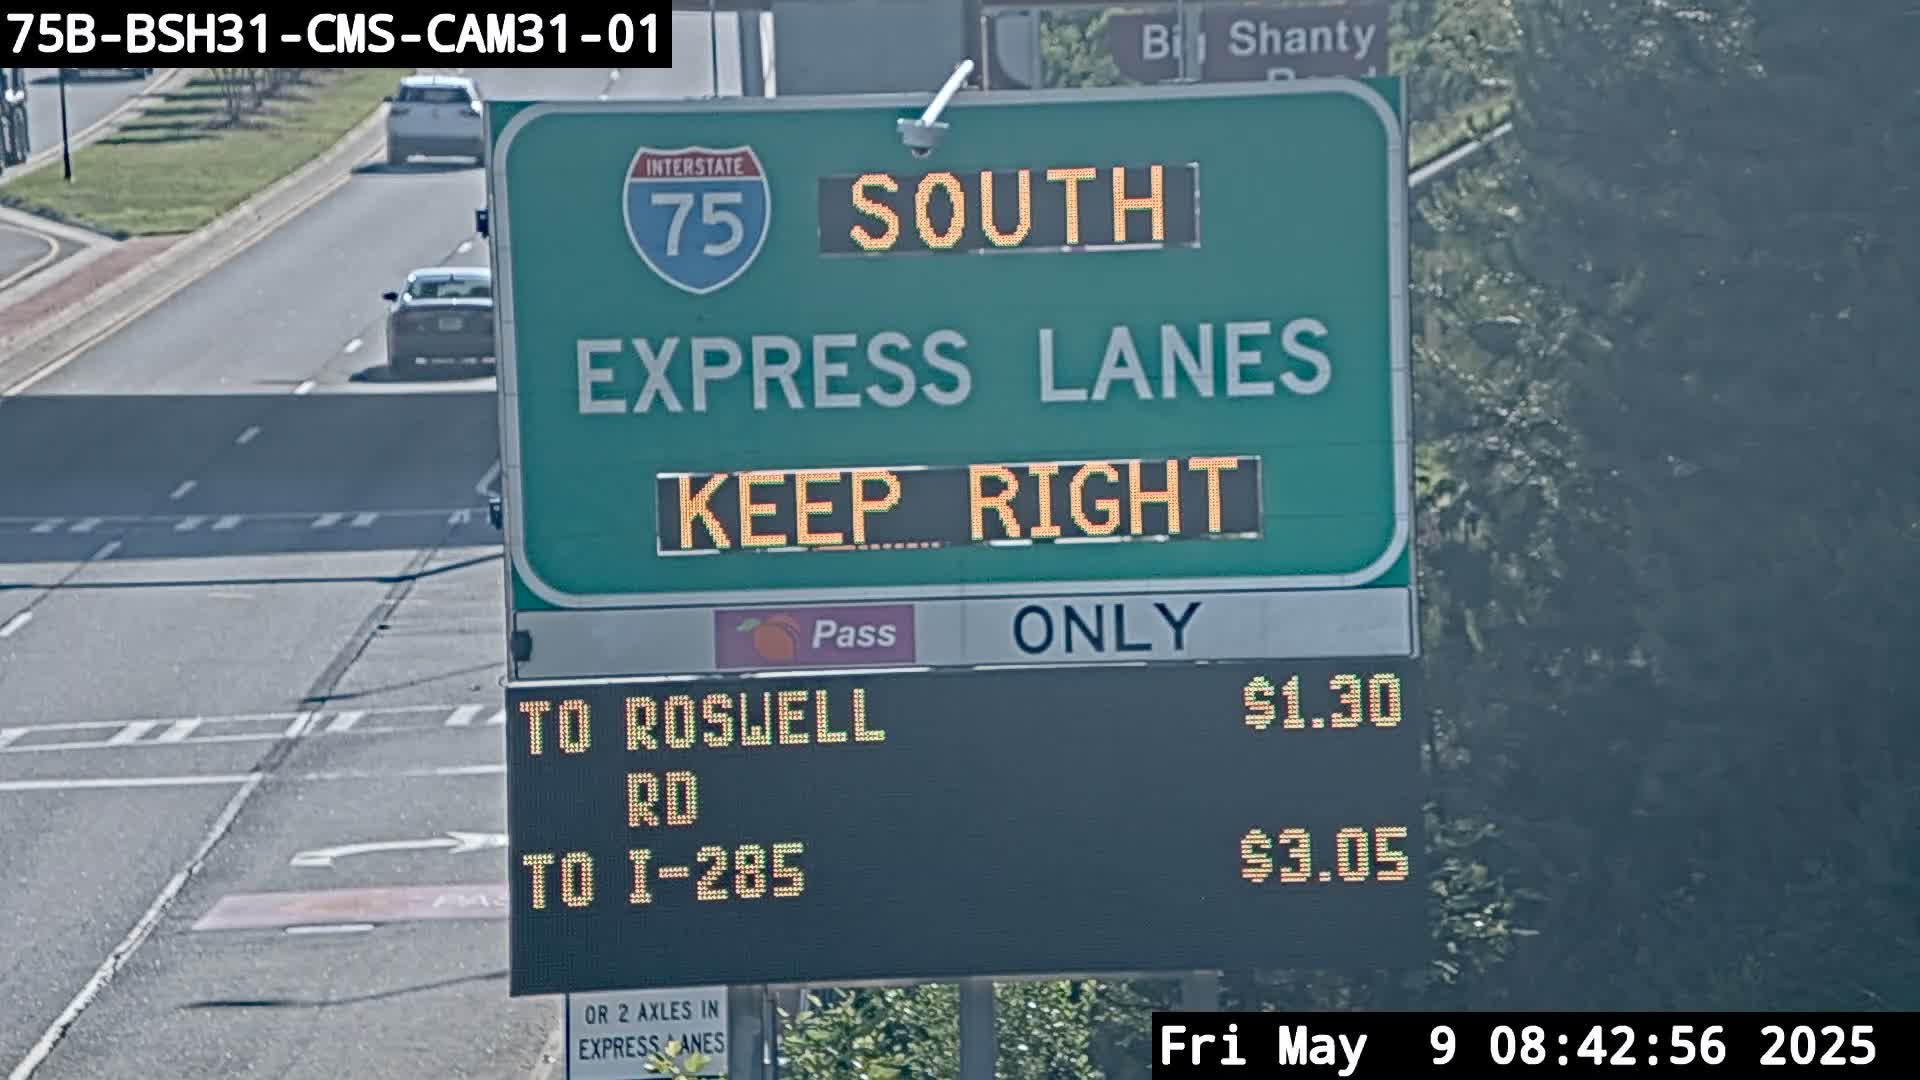 75B-BSH31-CMS-CAM31-01
Big Shanty
Road
INTERSTATE
75
SOUTH
EXPRESS LANES
KEEP RIGHT
Pass ONLY
TO ROSWELL $1.30
RD
TO I-285 $3.05
OR 2 AXLES IN
EXPRESS LANES
Fri May 9 08:42:56 2025